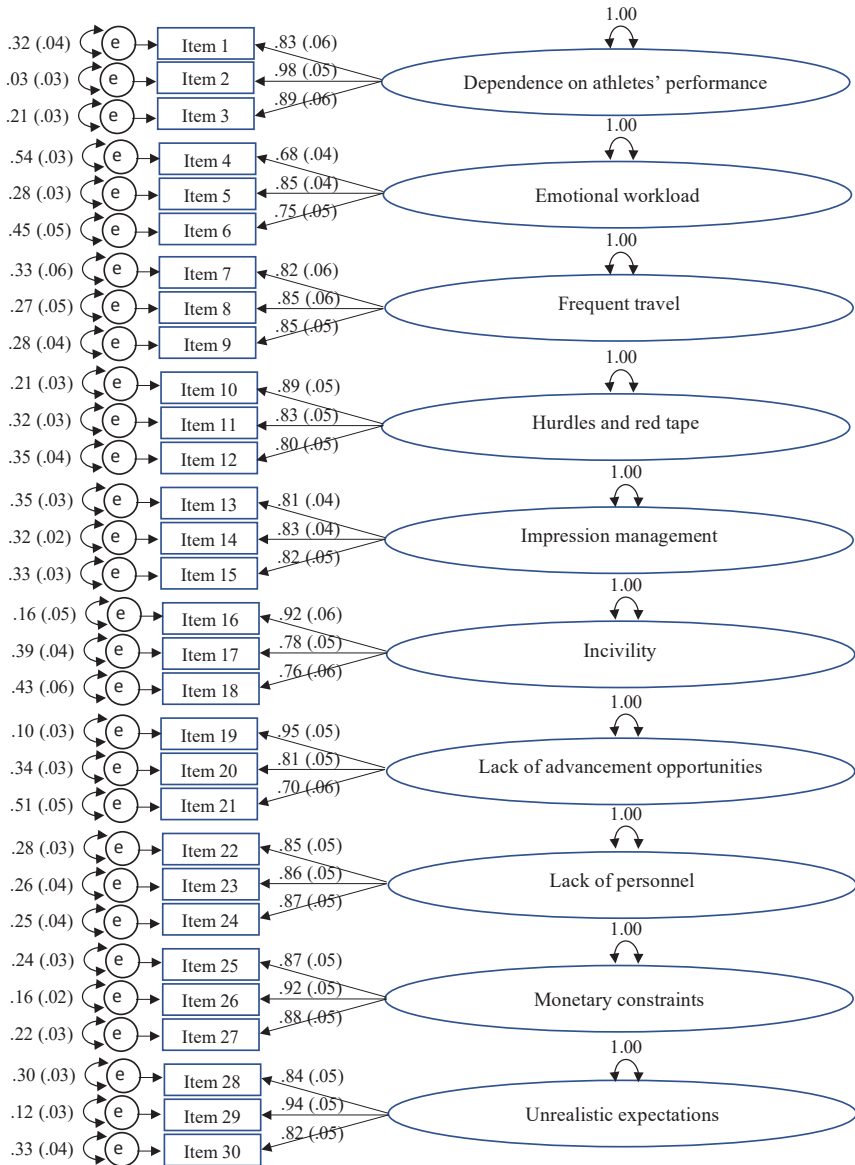 1.00
.32 (.04) e Item 1 .83 (.06)
.03 (.03) e Item 2 .98 (.05) Dependence on athletes’ performance
.21 (.03) e Item 3 .89 (.06)
1.00
.54 (.03) e Item 4 .68 (.04)
.28 (.03) e Item 5 .85 (.04) Emotional workload
.45 (.05) e Item 6 .75 (.05)
1.00
.33 (.06) e Item 7 .82 (.06)
.27 (.05) e Item 8 .85 (.06) Frequent travel
.28 (.04) e Item 9 .85 (.05)
1.00
.21 (.03) e Item 10 .89 (.05)
.32 (.03) e Item 11 .83 (.05) Hurdles and red tape
.35 (.04) e Item 12 .80 (.05)
1.00
.35 (.03) e Item 13 .81 (.04)
.32 (.02) e Item 14 .83 (.04) Impression management
.33 (.03) e Item 15 .82 (.05)
1.00
.16 (.05) e Item 16 .92 (.06)
.39 (.04) e Item 17 .78 (.05) Incivility
.43 (.06) e Item 18 .76 (.06)
1.00
.10 (.03) e Item 19 .95 (.05)
.34 (.03) e Item 20 .81 (.05) Lack of advancement opportunities
.51 (.05) e Item 21 .70 (.06)
1.00
.28 (.03) e Item 22 .85 (.05)
.26 (.04) e Item 23 .86 (.05) Lack of personnel
.25 (.04) e Item 24 .87 (.05)
1.00
.24 (.03) e Item 25 .87 (.05)
.16 (.02) e Item 26 .92 (.05) Monetary constraints
.22 (.03) e Item 27 .88 (.05)
1.00
.30 (.03) e Item 28 .84 (.05)
.12 (.03) e Item 29 .94 (.05) Unrealistic expectations
.33 (.04) e Item 30 .82 (.05)